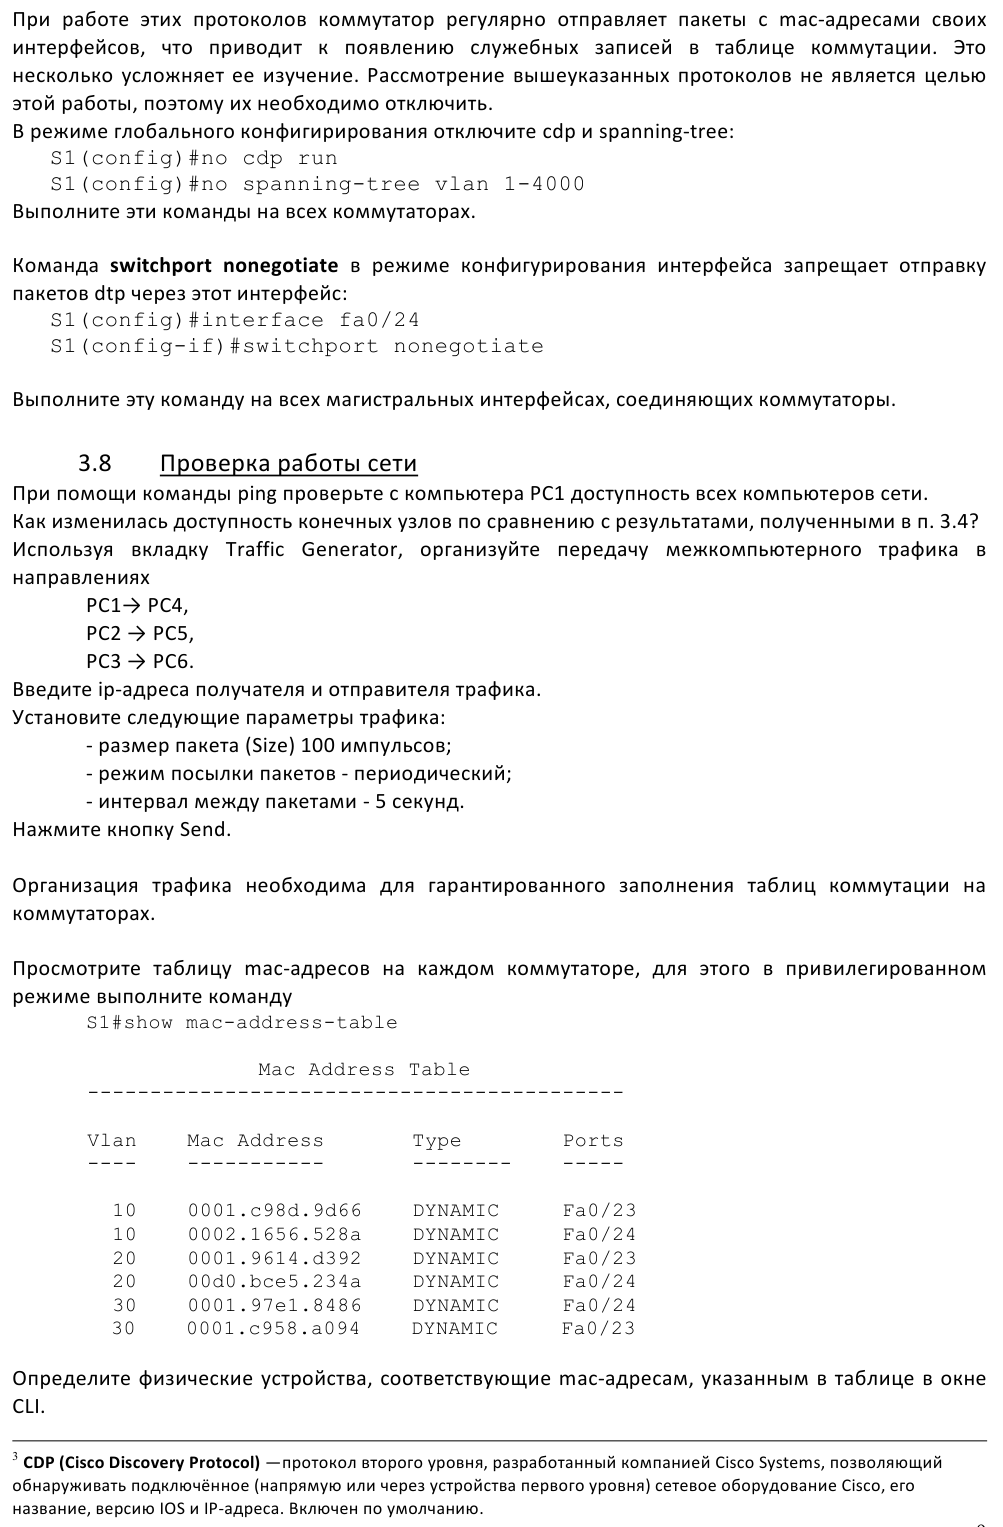 При работе этих протоколов коммутатор регулярно отправляет пакеты с mac-адресами своих
интерфейсов, что приводит к появлению служебных записей в таблице коммутации. Это
несколько усложняет ее изучение. Рассмотрение вышеуказанных протоколов не является целью
этой работы, поэтому их необходимо отключить.
В режиме глобального конфигирирования отключите cdp и spanning-tree:
S1(config)#no cdp run
S1(config)#no spanning-tree vlan 1-4000
Выполните эти команды на всех коммутаторах.
Команда switchport nonegotiate в режиме конфигурирования интерфейса запрещает отправку
пакетов dtp через этот интерфейс:
S1(config)#interface fa0/24
S1(config-if)#switchport nonegotiate
Выполните эту команду на всех магистральных интерфейсах, соединяющих коммутаторы.
3.8 Проверка работы сети
При помощи команды ping проверьте с компьютера PC1 доступность всех компьютеров сети.
Как изменилась доступность конечных узлов по сравнению с результатами, полученными в п. 3.4?
Используя вкладку Traffic Generator, организуйте передачу межкомпьютерного трафика в
направлениях
PC1→ PC4,
PC2 → PC5,
PC3 → PC6.
Введите ip-адреса получателя и отправителя трафика.
Установите следующие параметры трафика:
- размер пакета (Size) 100 импульсов;
- режим посылки пакетов - периодический;
- интервал между пакетами - 5 секунд.
Нажмите кнопку Send.
Организация трафика необходима для гарантированного заполнения таблиц коммутации на
коммутаторах.
Просмотрите таблицу mac-адресов на каждом коммутаторе, для этого в привилегированном
режиме выполните команду
S1#show mac-address-table
Mac Address Table
-------------------------------------------
Vlan Mac Address Type Ports
---- ----------- -------- -----
10 0001.c98d.9d66 DYNAMIC Fa0/23
10 0002.1656.528a DYNAMIC Fa0/24
20 0001.9614.d392 DYNAMIC Fa0/23
20 00d0.bce5.234a DYNAMIC Fa0/24
30 0001.97e1.8486 DYNAMIC Fa0/24
30 0001.c958.a094 DYNAMIC Fa0/23
Определите физические устройства, соответствующие mac-адресам, указанным в таблице в окне
CLI.
3 CDP (Cisco Discovery Protocol) —протокол второго уровня, разработанный компанией Cisco Systems, позволяющий
обнаруживать подключённое (напрямую или через устройства первого уровня) сетевое оборудование Cisco, его
название, версию IOS и IP-адреса. Включен по умолчанию.